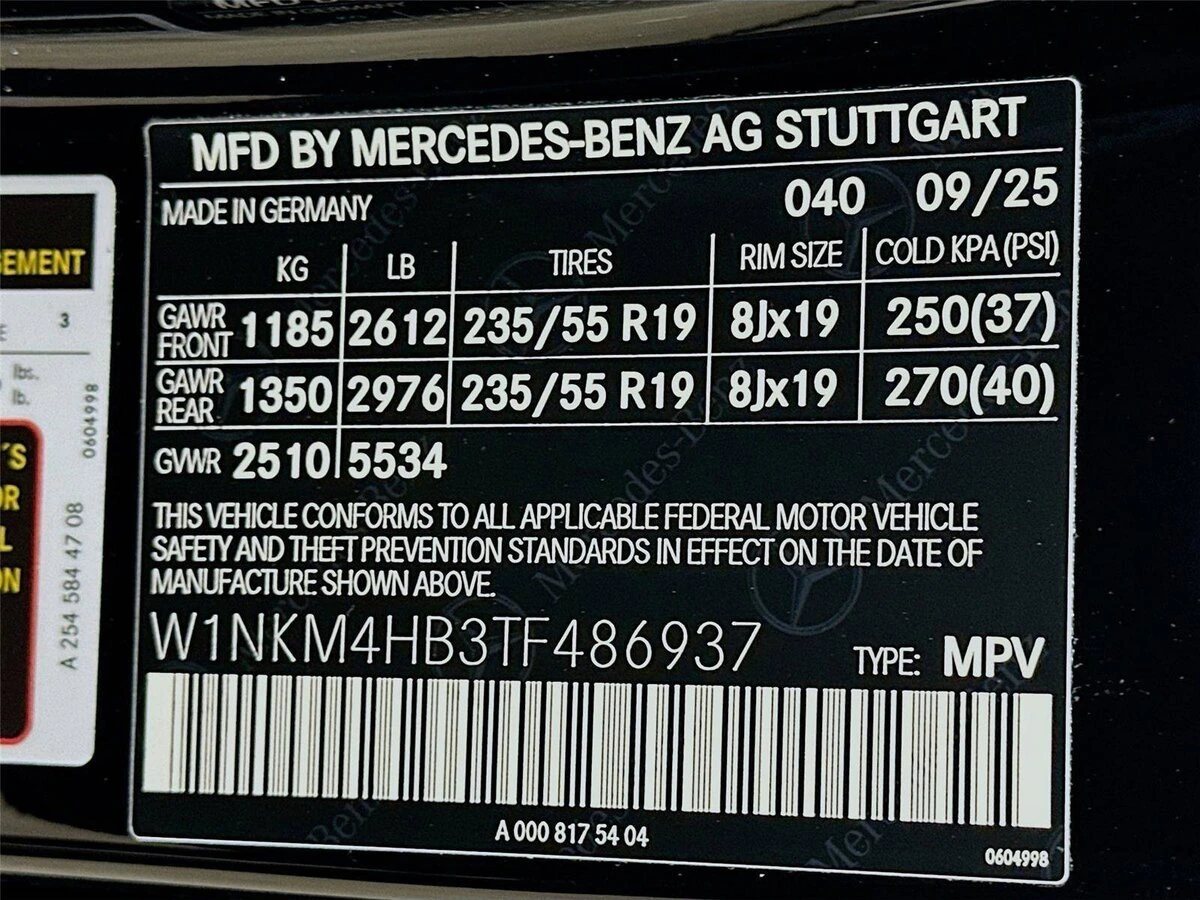 MFD BY MERCEDES-BENZ AG STUTTGART
MADE IN GERMANY 040 09/25
KG LB TIRES RIM SIZE COLD KPA (PSI)
GAWR FRONT 1185 2612 235/55 R19 8Jx19 250(37)
GAWR REAR 1350 2976 235/55 R19 8Jx19 270(40)
GVWR 2510 5534
THIS VEHICLE CONFORMS TO ALL APPLICABLE FEDERAL MOTOR VEHICLE
SAFETY AND THEFT PREVENTION STANDARDS IN EFFECT ON THE DATE OF
MANUFACTURE SHOWN ABOVE.
W1NKM4HB3TF486937 TYPE: MPV
A 000 817 54 04
0604998
3
lbs.
lb.
0604998
A 254 584 47 08